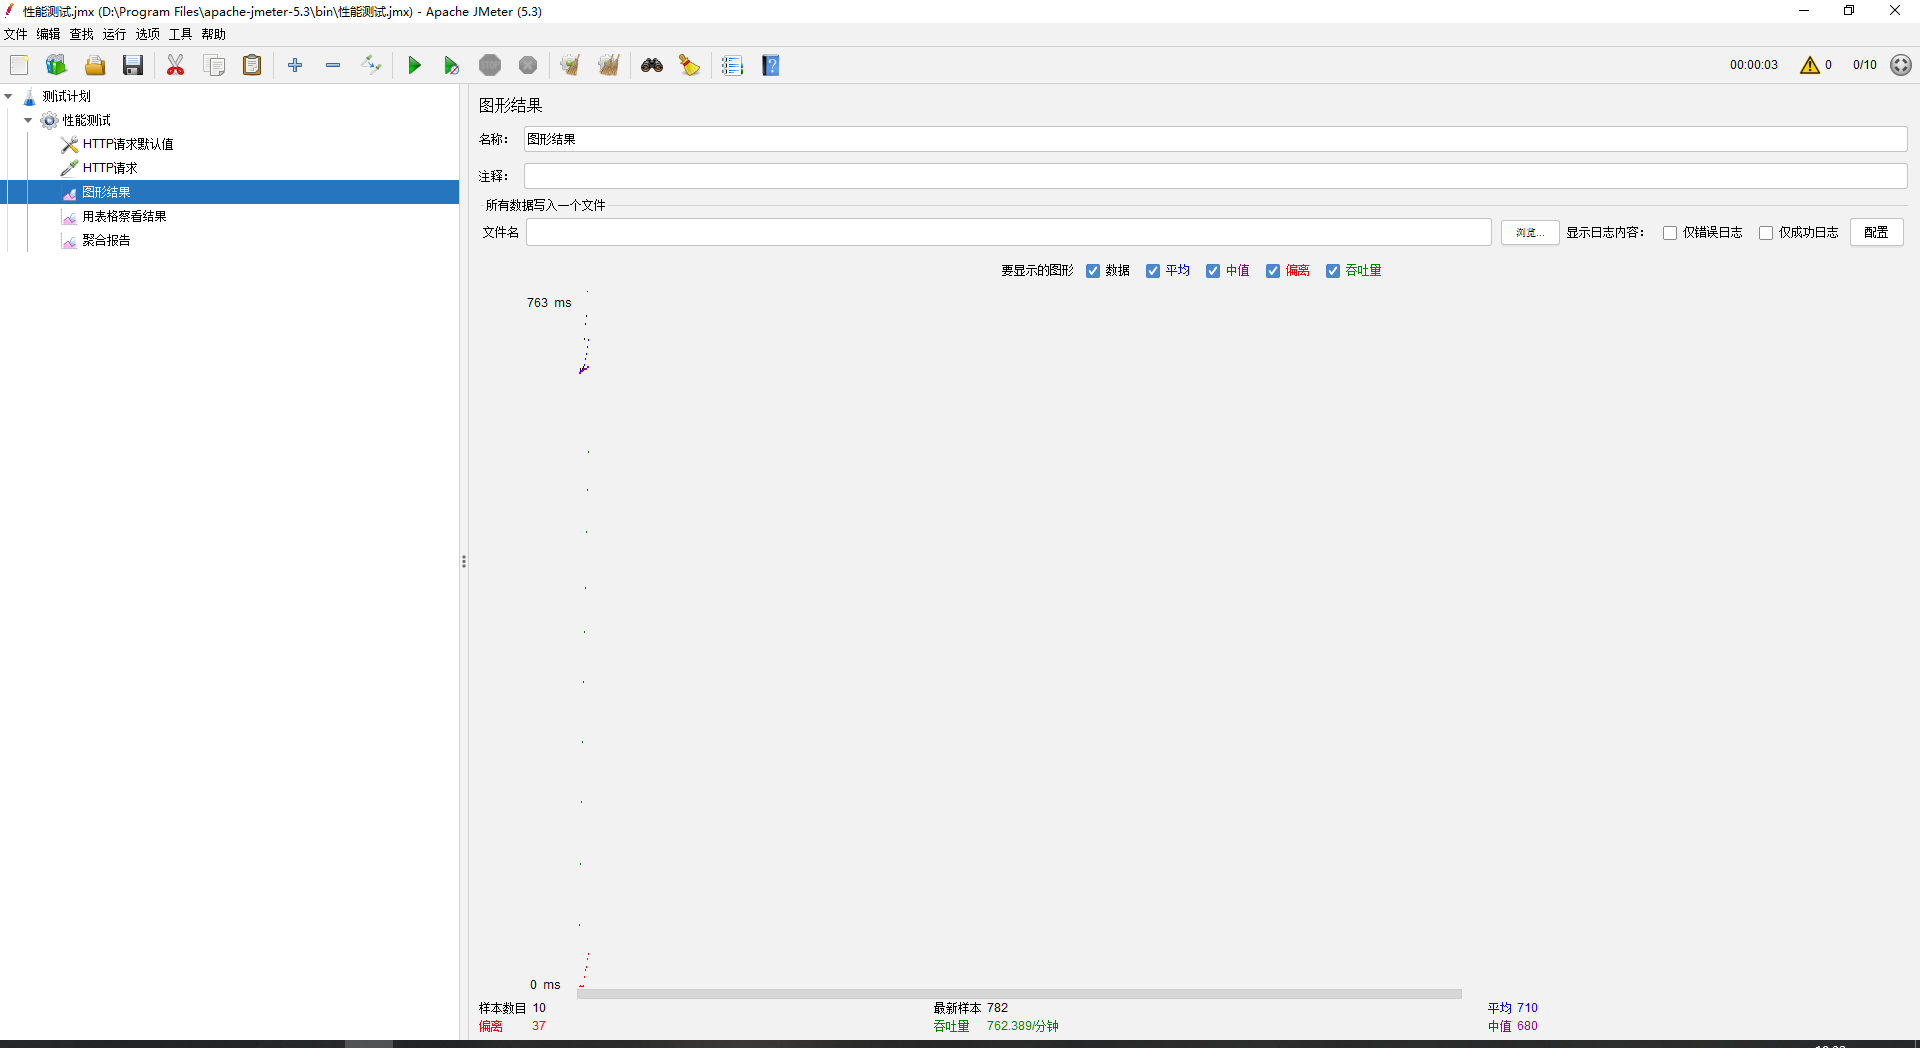 性能测试.jmx (D:\Program Files\apache-jmeter-5.3\bin\性能测试.jmx) - Apache JMeter (5.3)
文件 编辑 查找 运行 选项 工具 帮助
STOP
00:00:03 0 0/10
测试计划
性能测试
HTTP请求默认值
HTTP请求
图形结果
用表格察看结果
聚合报告
图形结果
名称： 图形结果
注释：
所有数据写入一个文件
文件名 浏览... 显示日志内容： 仅错误日志 仅成功日志 配置
要显示的图形 数据 平均 中值 偏离 吞吐量
763 ms
0 ms
样本数目 10 最新样本 782 平均 710
偏离 37 吞吐量 762.389/分钟 中值 680